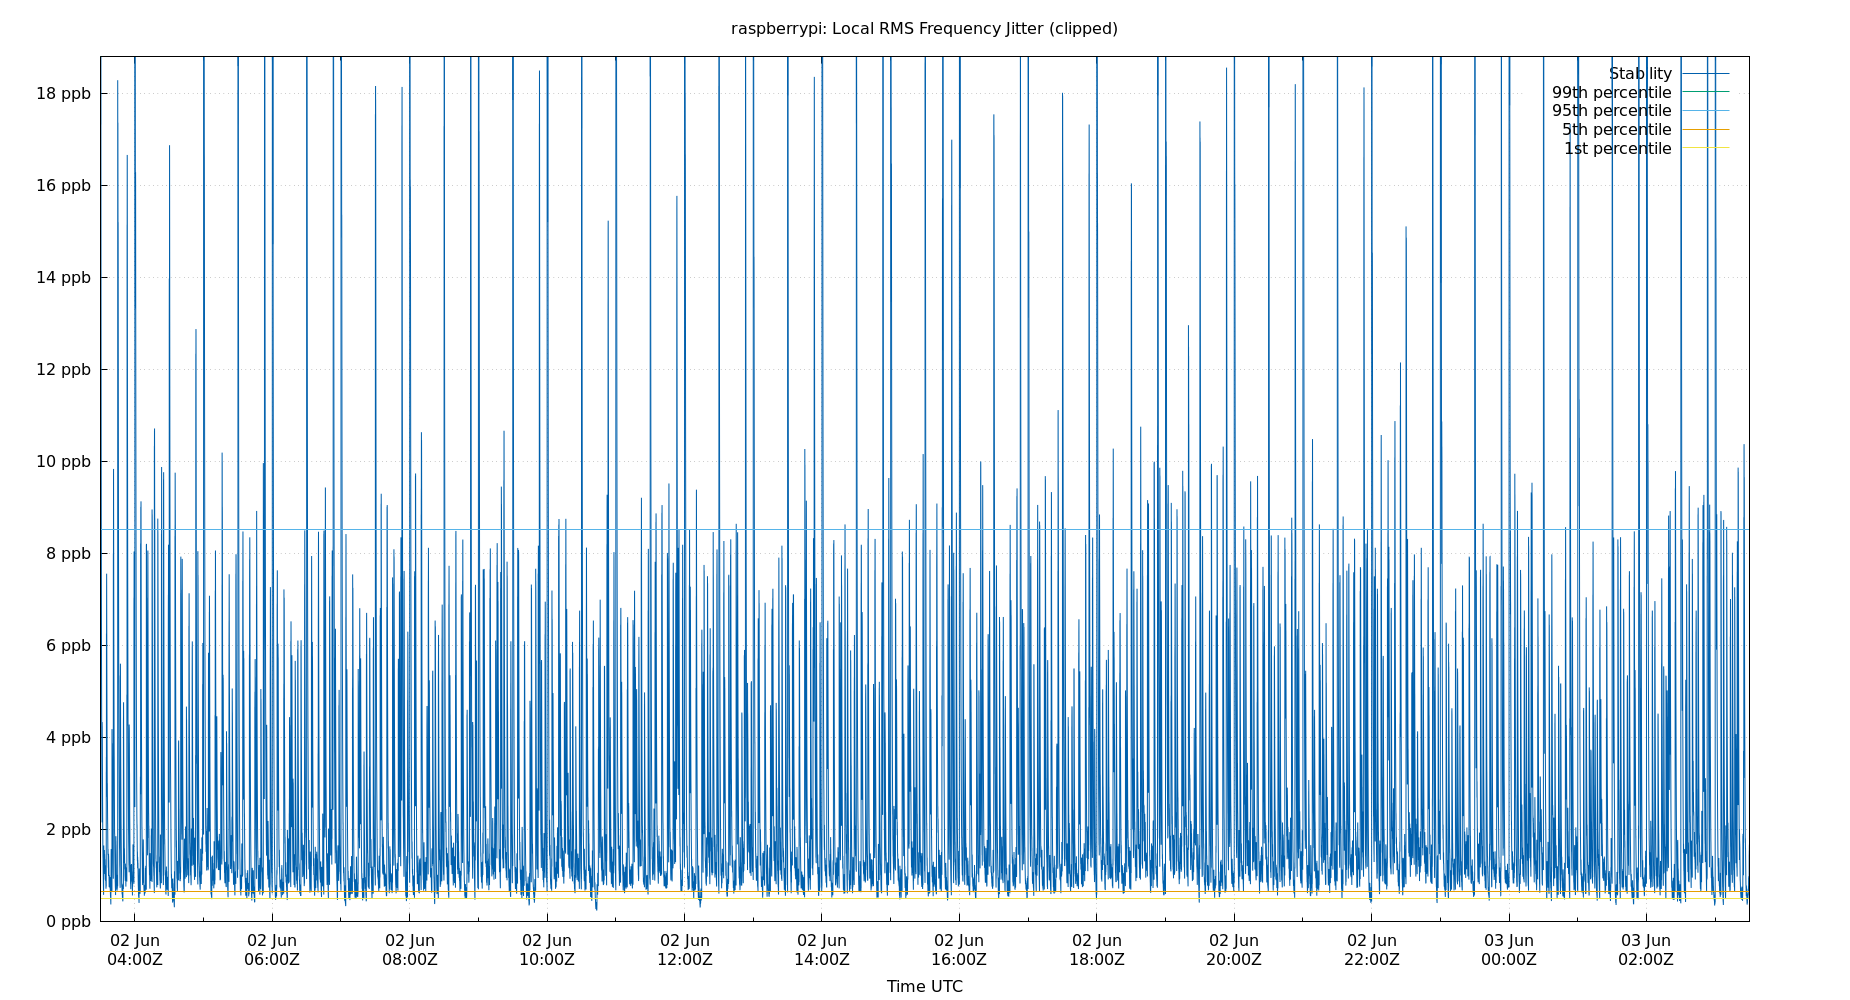 raspberrypi: Local RMS Frequency Jitter (clipped)
18 ppb
16 ppb
14 ppb
12 ppb
10 ppb
8 ppb
6 ppb
4 ppb
2 ppb
0 ppb
Stability
99th percentile
95th percentile
5th percentile
1st percentile
02 Jun 02 Jun 02 Jun 02 Jun 02 Jun 02 Jun 02 Jun 02 Jun 02 Jun 02 Jun 03 Jun 03 Jun
04:00Z 06:00Z 08:00Z 10:00Z 12:00Z 14:00Z 16:00Z 18:00Z 20:00Z 22:00Z 00:00Z 02:00Z
Time UTC